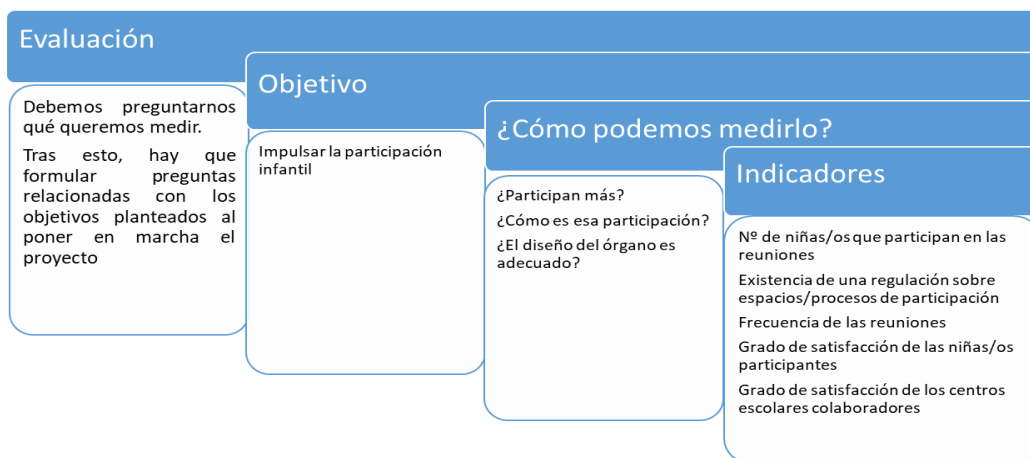 Evaluación
Debemos preguntarnos
qué queremos medir.
Tras esto, hay que
formular preguntas
relacionadas con los
objetivos planteados al
poner en marcha el
proyecto
Objetivo
Impulsar la participación
infantil
¿Cómo podemos medirlo?
¿Participan más?
¿Cómo es esa participación?
¿El diseño del órgano es
adecuado?
Indicadores
Nº de niñas/os que participan en las
reuniones
Existencia de una regulación sobre
espacios/procesos de participación
Frecuencia de las reuniones
Grado de satisfacción de las niñas/os
participantes
Grado de satisfacción de los centros
escolares colaboradores